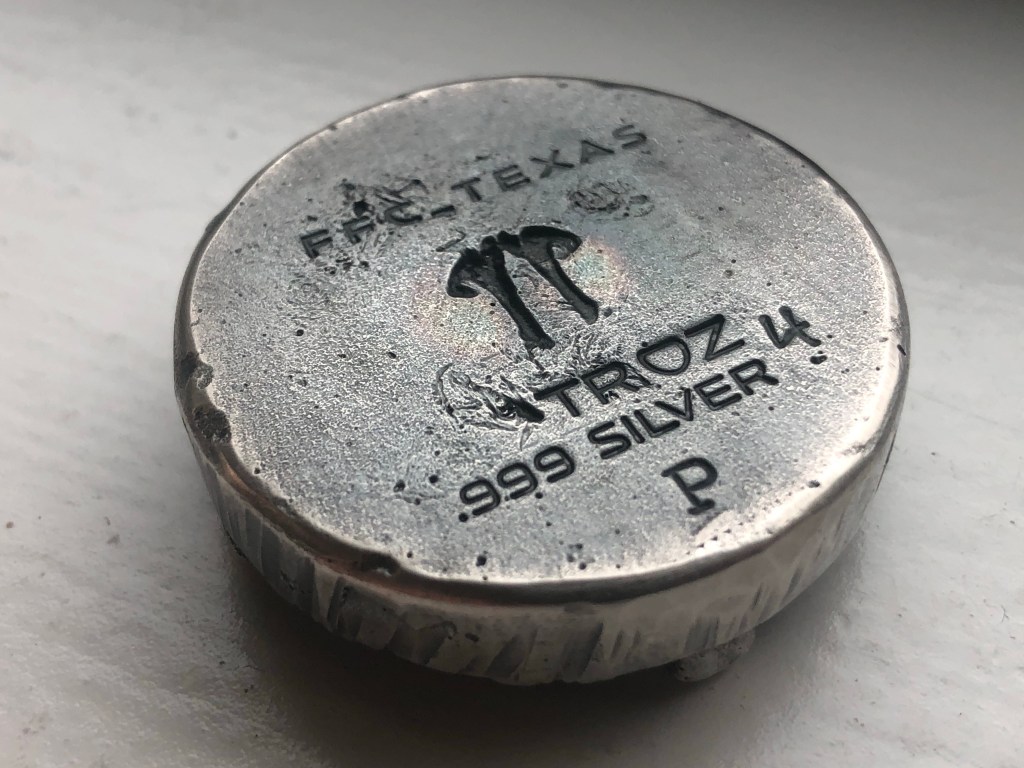 FFC-TEXAS
TROZ 4
.999 SILVER
P